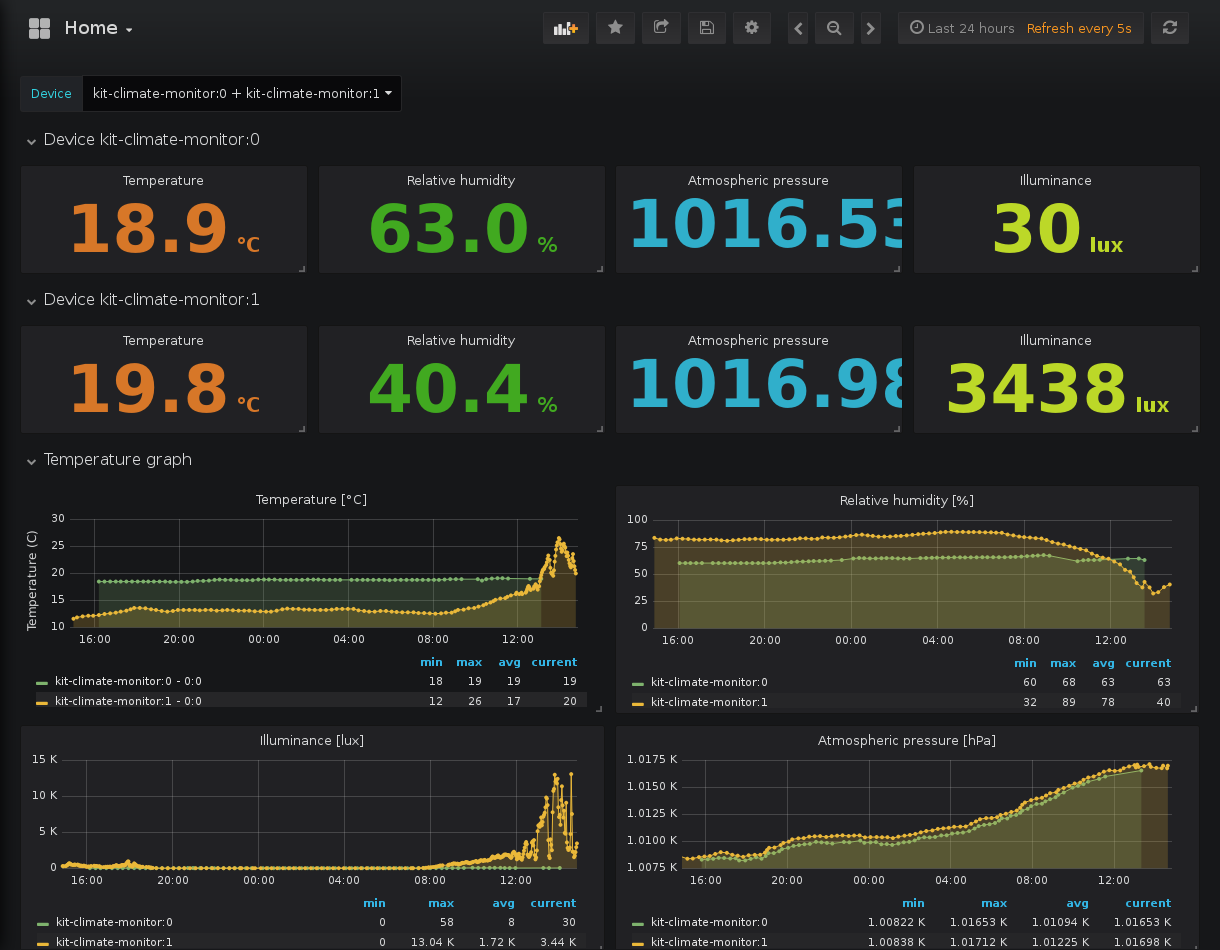 Home
Last 24 hours Refresh every 5s
Device kit-climate-monitor:0 + kit-climate-monitor:1
Device kit-climate-monitor:0
Temperature Relative humidity Atmospheric pressure Illuminance
18.9 °C 63.0 % 1016.53 30 lux
Device kit-climate-monitor:1
Temperature Relative humidity Atmospheric pressure Illuminance
19.8 °C 40.4 % 1016.98 3438 lux
Temperature graph
Temperature [°C]
Temperature (C)
30
25
20
15
10
16:00 20:00 00:00 04:00 08:00 12:00
min max avg current
kit-climate-monitor:0 - 0:0 18 19 19 19
kit-climate-monitor:1 - 0:0 12 26 17 20
Relative humidity [%]
100
75
50
25
0
16:00 20:00 00:00 04:00 08:00 12:00
min max avg current
kit-climate-monitor:0 60 68 63 63
kit-climate-monitor:1 32 89 78 40
Illuminance [lux]
15 K
10 K
5 K
0
16:00 20:00 00:00 04:00 08:00 12:00
min max avg current
kit-climate-monitor:0 0 58 8 30
kit-climate-monitor:1 0 13.04 K 1.72 K 3.44 K
Atmospheric pressure [hPa]
1.0175 K
1.0150 K
1.0125 K
1.0100 K
1.0075 K
16:00 20:00 00:00 04:00 08:00 12:00
min max avg current
kit-climate-monitor:0 1.00822 K 1.01653 K 1.01094 K 1.01653 K
kit-climate-monitor:1 1.00838 K 1.01712 K 1.01225 K 1.01698 K